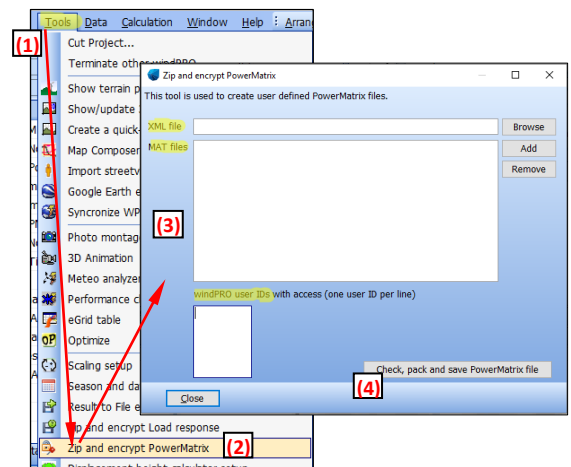 Tools Data Calculation Window Help
(1)
Cut Project...
Terminate other windPRO
Show terrain p
Show/update
Create a quick-
Map Composer
Import streetv
Google Earth e
Syncronize WP
Photo montag
3D Animation
Meteo analyzer
Performance c
eGrid table
Optimize
Scaling setup
Season and da
Result to File e
Zip and encrypt Load response
Zip and encrypt PowerMatrix
(2)
Zip and encrypt PowerMatrix
This tool is used to create user defined PowerMatrix files.
XML file
Browse
MAT files
Add
Remove
(3)
windPRO user IDs with access (one user ID per line)
Check, pack and save PowerMatrix file
(4)
Close